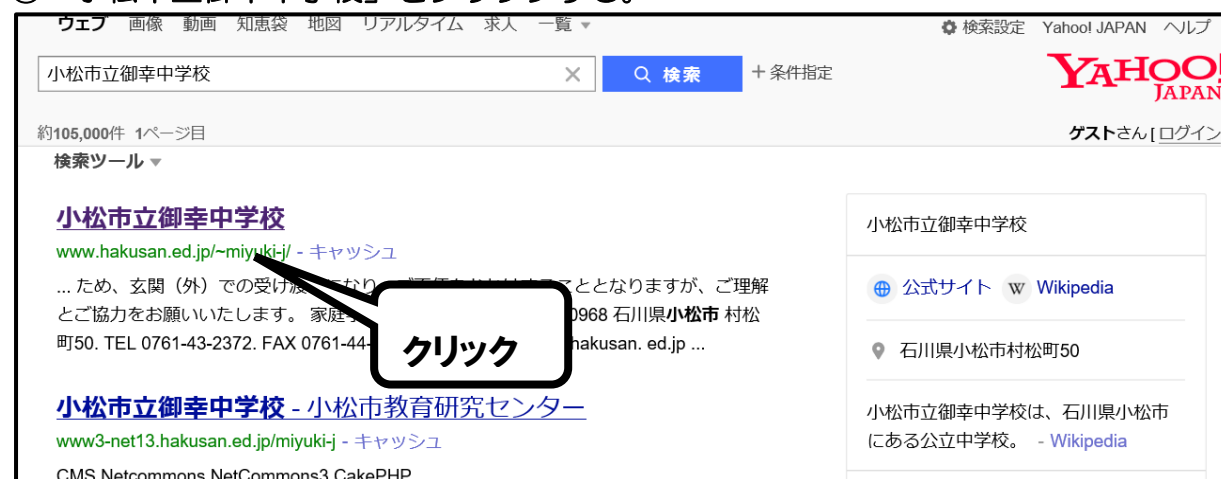 ウェブ 画像 動画 知恵袋 地図 リアルタイム 求人 一覧 ▼
検索設定 Yahoo! JAPAN ヘルプ
小松市立御幸中学校 × 検索 +条件指定
YAHOO!
JAPAN
約105,000件 1ページ目
ゲストさん [ログイン
検索ツール ▼
小松市立御幸中学校
www.hakusan.ed.jp/~miyuki-j/ - キャッシュ
... ため、玄関（外）での受け渡 こととなりますが、ご理解
とご協力をお願いいたします。 家庭 0968 石川県小松市 村松
町50. TEL 0761-43-2372. FAX 0761-44- hakusan. ed.jp ...
クリック
小松市立御幸中学校 - 小松市教育研究センター
www3-net13.hakusan.ed.jp/miyuki-j - キャッシュ
CMS Netcommons NetCommons3 CakePHP
小松市立御幸中学校
公式サイト W Wikipedia
石川県小松市村松町50
小松市立御幸中学校は、石川県小松市
にある公立中学校。 - Wikipedia